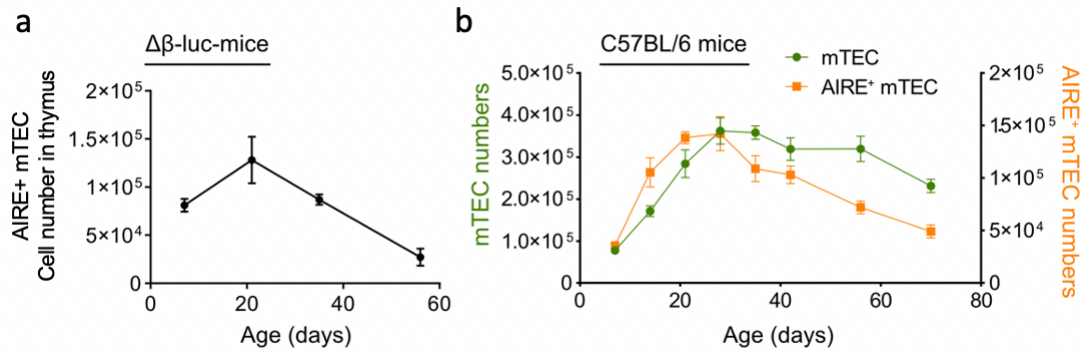 a
Δβ-luc-mice
AIRE+ mTEC
Cell number in thymus
2×10⁵
1.5×10⁵
1×10⁵
5×10⁴
0
0 20 40 60
Age (days)
b
C57BL/6 mice
mTEC
AIRE⁺ mTEC
mTEC numbers
5.0×10⁵
4.0×10⁵
3.0×10⁵
2.0×10⁵
1.0×10⁵
0
0 20 40 60 80
Age (days)
2×10⁵
15×10⁵
1×10⁵
5×10⁴
0
AIRE⁺ mTEC numbers